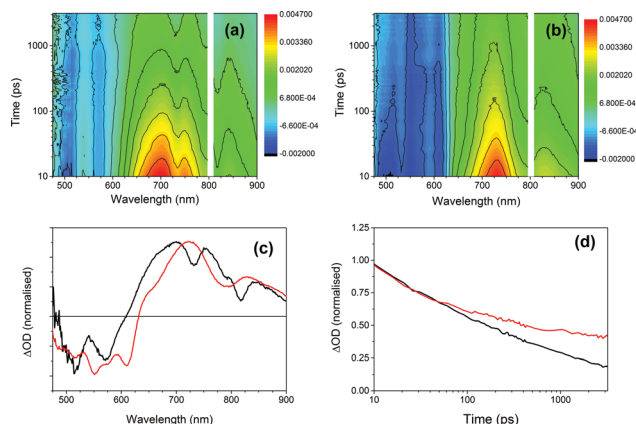 (a)
1000
100
10
Time (ps)
500 600 700 800 900
Wavelength (nm)
0.004700
0.003360
0.002020
6.800E-04
-6.600E-04
-0.002000
(b)
1000
100
10
Time (ps)
500 600 700 800 900
Wavelength (nm)
0.004700
0.003360
0.002020
6.800E-04
-6.600E-04
-0.002000
(c)
ΔOD (normalised)
500 600 700 800 900
Wavelength (nm)
(d)
1.25
1.00
0.75
0.50
0.25
0.00
ΔOD (normalised)
10 100 1000
Time (ps)